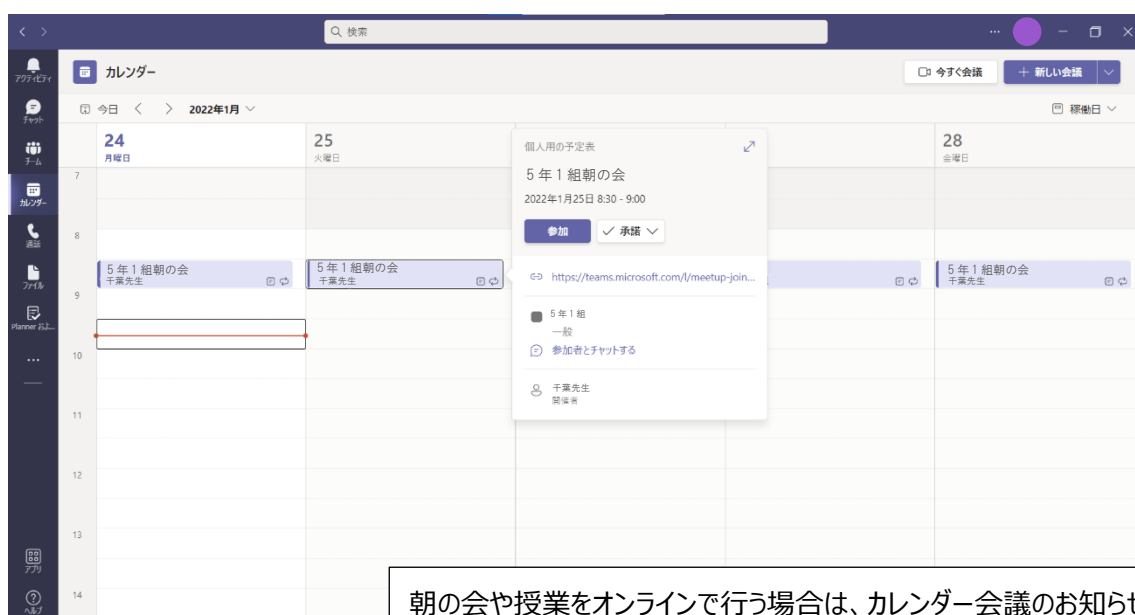 検索
アクティビティ
カレンダー
今すぐ会議
+ 新しい会議
チャット
今日
2022年1月
稼働日
チーム
24
月曜日
25
火曜日
28
金曜日
個人用の予定表
5年1組朝の会
2022年1月25日 8:30 - 9:00
参加
承諾
https://teams.microsoft.com/l/meetup-join...
5年1組
一般
参加者とチャットする
千葉先生
開催者
カレンダー
通話
ファイル
Planner およ...
アプリ
ヘルプ
7
8
5年1組朝の会
千葉先生
5年1組朝の会
千葉先生
5年1組朝の会
千葉先生
9
10
11
12
13
14
朝の会や授業をオンラインで行う場合は、カレンダー会議のお知らせ